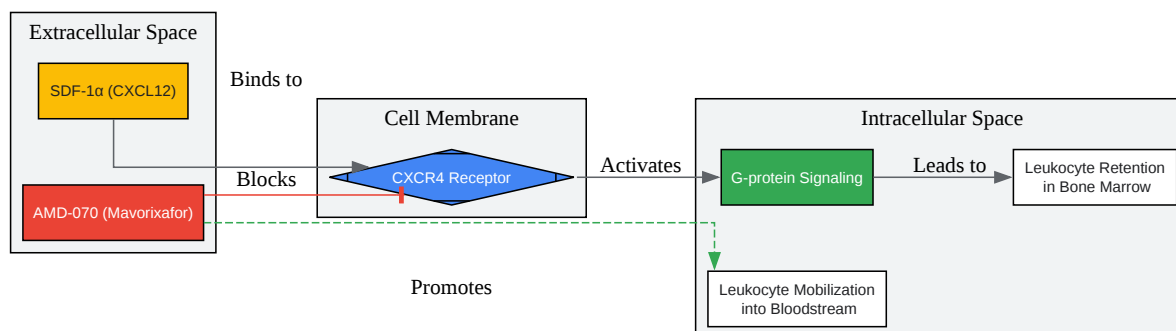 Extracellular Space
SDF-1α (CXCL12)
Binds to
Cell Membrane
Intracellular Space
Blocks
CXCR4 Receptor
Activates
G-protein Signaling
Leads to
Leukocyte Retention
in Bone Marrow
AMD-070 (Mavorixafor)
Promotes
Leukocyte Mobilization
into Bloodstream